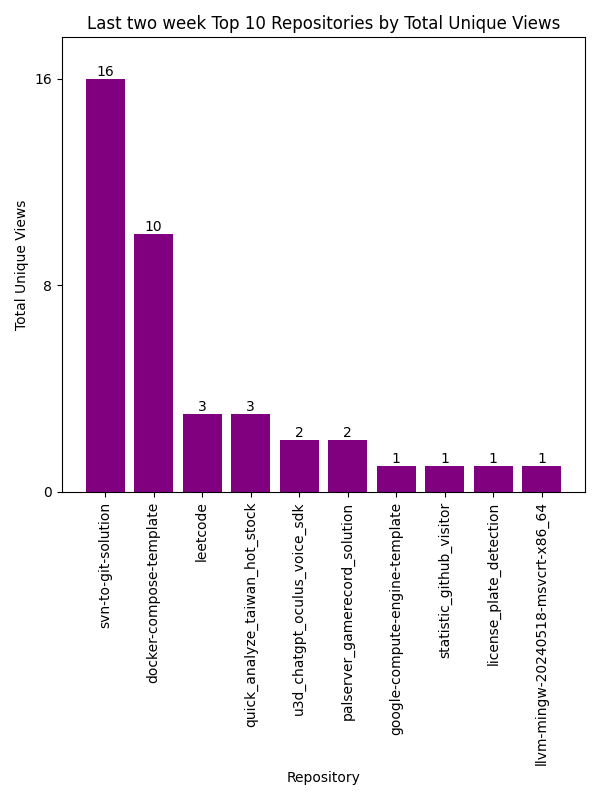 Last two week Top 10 Repositories by Total Unique Views
Total Unique Views
16
8
0
16
10
3
3
2
2
1
1
1
1
svn-to-git-solution
docker-compose-template
leetcode
quick_analyze_taiwan_hot_stock
u3d_chatgpt_oculus_voice_sdk
palserver_gamerecord_solution
google-compute-engine-template
statistic_github_visitor
license_plate_detection
llvm-mingw-20240518-msvcrt-x86_64
Repository